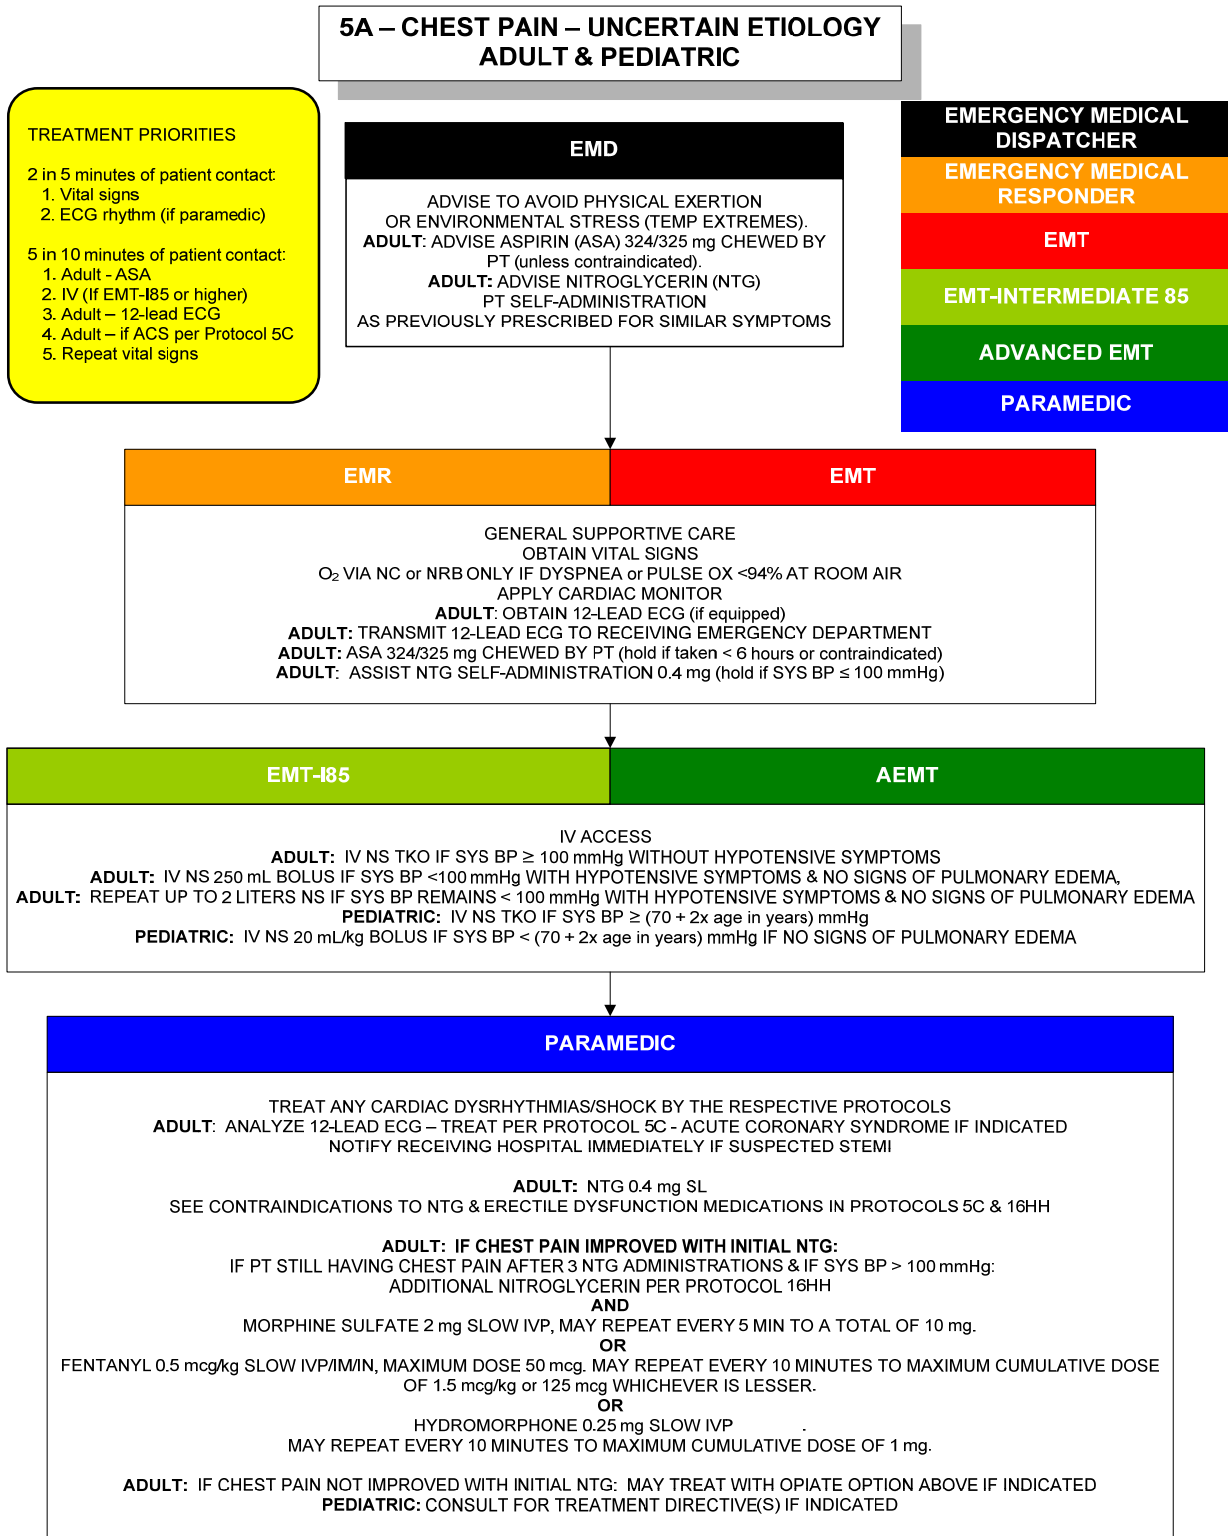 5A – CHEST PAIN – UNCERTAIN ETIOLOGY
ADULT & PEDIATRIC
TREATMENT PRIORITIES
2 in 5 minutes of patient contact:
1. Vital signs
2. ECG rhythm (if paramedic)
5 in 10 minutes of patient contact:
1. Adult - ASA
2. IV (If EMT-I85 or higher)
3. Adult – 12-lead ECG
4. Adult – if ACS per Protocol 5C
5. Repeat vital signs
EMD
ADVISE TO AVOID PHYSICAL EXERTION
OR ENVIRONMENTAL STRESS (TEMP EXTREMES).
ADULT: ADVISE ASPIRIN (ASA) 324/325 mg CHEWED BY
PT (unless contraindicated).
ADULT: ADVISE NITROGLYCERIN (NTG)
PT SELF-ADMINISTRATION
AS PREVIOUSLY PRESCRIBED FOR SIMILAR SYMPTOMS
EMERGENCY MEDICAL
DISPATCHER
EMERGENCY MEDICAL
RESPONDER
EMT
EMT-INTERMEDIATE 85
ADVANCED EMT
PARAMEDIC
EMR
EMT
GENERAL SUPPORTIVE CARE
OBTAIN VITAL SIGNS
O₂ VIA NC or NRB ONLY IF DYSPNEA or PULSE OX <94% AT ROOM AIR
APPLY CARDIAC MONITOR
ADULT: OBTAIN 12-LEAD ECG (if equipped)
ADULT: TRANSMIT 12-LEAD ECG TO RECEIVING EMERGENCY DEPARTMENT
ADULT: ASA 324/325 mg CHEWED BY PT (hold if taken < 6 hours or contraindicated)
ADULT: ASSIST NTG SELF-ADMINISTRATION 0.4 mg (hold if SYS BP ≤ 100 mmHg)
EMT-I85
AEMT
IV ACCESS
ADULT: IV NS TKO IF SYS BP ≥ 100 mmHg WITHOUT HYPOTENSIVE SYMPTOMS
ADULT: IV NS 250 mL BOLUS IF SYS BP <100 mmHg WITH HYPOTENSIVE SYMPTOMS & NO SIGNS OF PULMONARY EDEMA,
ADULT: REPEAT UP TO 2 LITERS NS IF SYS BP REMAINS < 100 mmHg WITH HYPOTENSIVE SYMPTOMS & NO SIGNS OF PULMONARY EDEMA
PEDIATRIC: IV NS TKO IF SYS BP ≥ (70 + 2x age in years) mmHg
PEDIATRIC: IV NS 20 mL/kg BOLUS IF SYS BP < (70 + 2x age in years) mmHg IF NO SIGNS OF PULMONARY EDEMA
PARAMEDIC
TREAT ANY CARDIAC DYSRHYTHMIAS/SHOCK BY THE RESPECTIVE PROTOCOLS
ADULT: ANALYZE 12-LEAD ECG – TREAT PER PROTOCOL 5C - ACUTE CORONARY SYNDROME IF INDICATED
NOTIFY RECEIVING HOSPITAL IMMEDIATELY IF SUSPECTED STEMI
ADULT: NTG 0.4 mg SL
SEE CONTRAINDICATIONS TO NTG & ERECTILE DYSFUNCTION MEDICATIONS IN PROTOCOLS 5C & 16HH
ADULT: IF CHEST PAIN IMPROVED WITH INITIAL NTG:
IF PT STILL HAVING CHEST PAIN AFTER 3 NTG ADMINISTRATIONS & IF SYS BP > 100 mmHg:
ADDITIONAL NITROGLYCERIN PER PROTOCOL 16HH
AND
MORPHINE SULFATE 2 mg SLOW IVP, MAY REPEAT EVERY 5 MIN TO A TOTAL OF 10 mg.
OR
FENTANYL 0.5 mcg/kg SLOW IVP/IM/IN, MAXIMUM DOSE 50 mcg. MAY REPEAT EVERY 10 MINUTES TO MAXIMUM CUMULATIVE DOSE
OF 1.5 mcg/kg or 125 mcg WHICHEVER IS LESSER.
OR
HYDROMORPHONE 0.25 mg SLOW IVP .
MAY REPEAT EVERY 10 MINUTES TO MAXIMUM CUMULATIVE DOSE OF 1 mg.
ADULT: IF CHEST PAIN NOT IMPROVED WITH INITIAL NTG: MAY TREAT WITH OPIATE OPTION ABOVE IF INDICATED
PEDIATRIC: CONSULT FOR TREATMENT DIRECTIVE(S) IF INDICATED